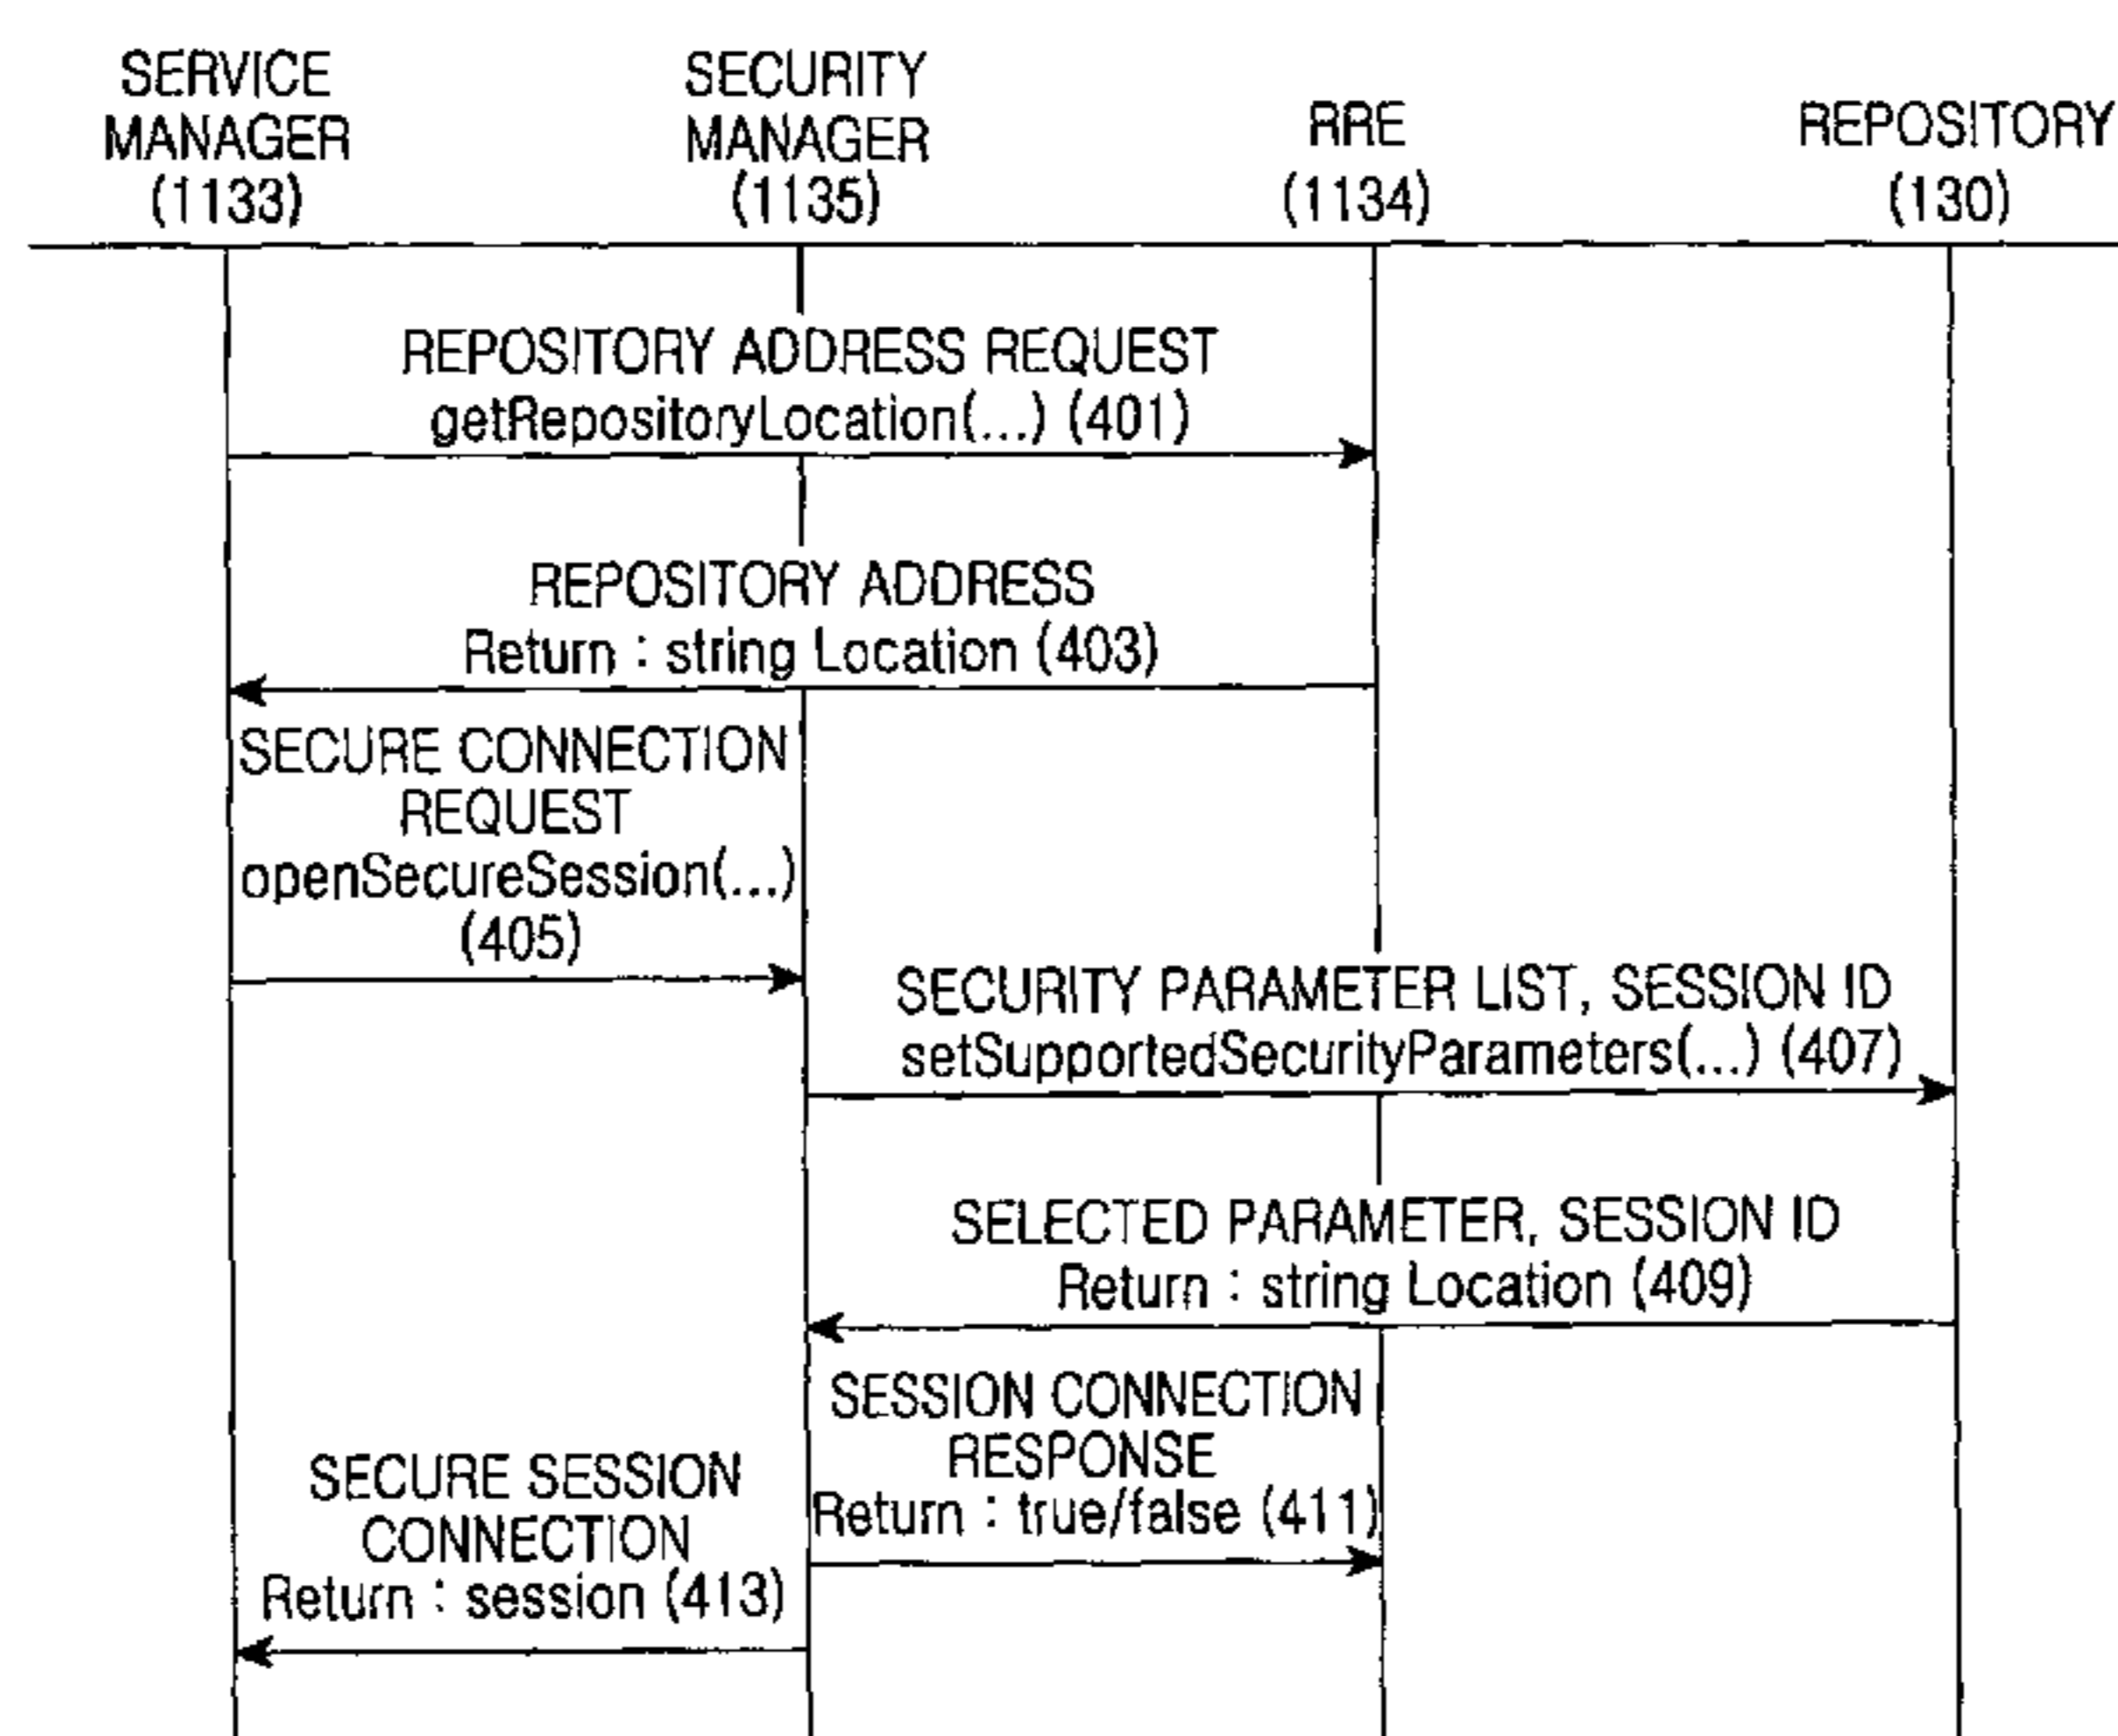 SERVICE
MANAGER
(1133)
SECURITY
MANAGER
(1135)
RRE
(1134)
REPOSITORY
(130)
REPOSITORY ADDRESS REQUEST
getRepositoryLocation(...) (401)
REPOSITORY ADDRESS
Return : string Location (403)
SECURE CONNECTION
REQUEST
openSecureSession(...)
(405)
SECURITY PARAMETER LIST, SESSION ID
setSupportedSecurityParameters(...) (407)
SELECTED PARAMETER, SESSION ID
Return : string Location (409)
SESSION CONNECTION
RESPONSE
Return : true/false (411)
SECURE SESSION
CONNECTION
Return : session (413)